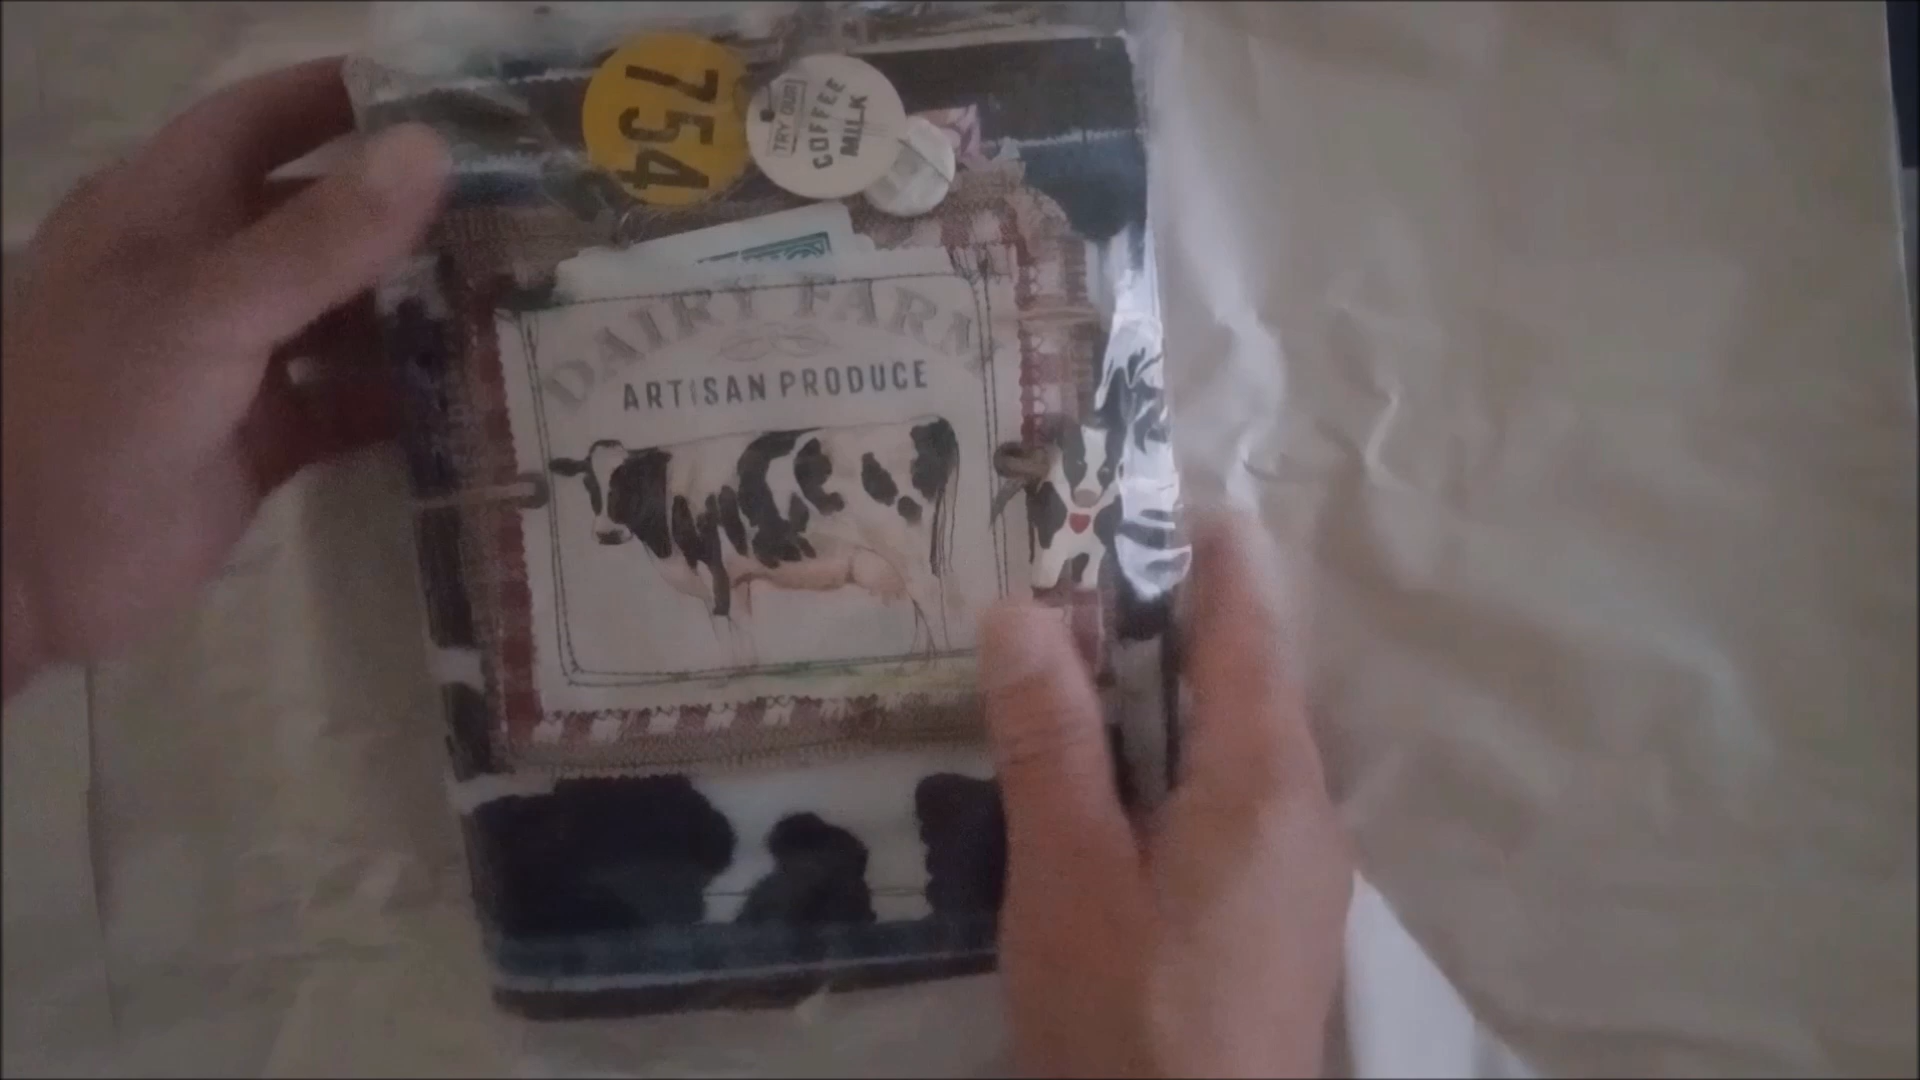 754
TRY OUR
COFFEE
MILK
DAIRY FARM
ARTISAN PRODUCE